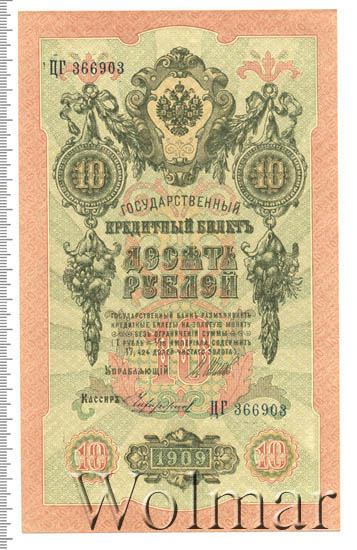 ЦГ 366903
10 10
ГОСУДАРСТВЕННЫЙ
КРЕДИТНЫЙ БИЛЕТЪ
ДЕСЯТЬ
РУБЛЕЙ
ГОСУДАРСТВЕННЫЙ БАНКЪ РАЗМѢНИВАЕТЪ
КРЕДИТНЫЕ БИЛЕТЫ НА ЗОЛОТУЮ МОНЕТУ
БЕЗЪ ОГРАНИЧЕНІЯ СУММЫ
(1 РУБЛЬ = 1/15 ИМПЕРІАЛА, СОДЕРЖИТЪ
17,424 ДОЛЕЙ ЧИСТАГО ЗОЛОТА).
10
Управляющій
Кассиръ
ЦГ 366903
10 1909 10
Wolmar